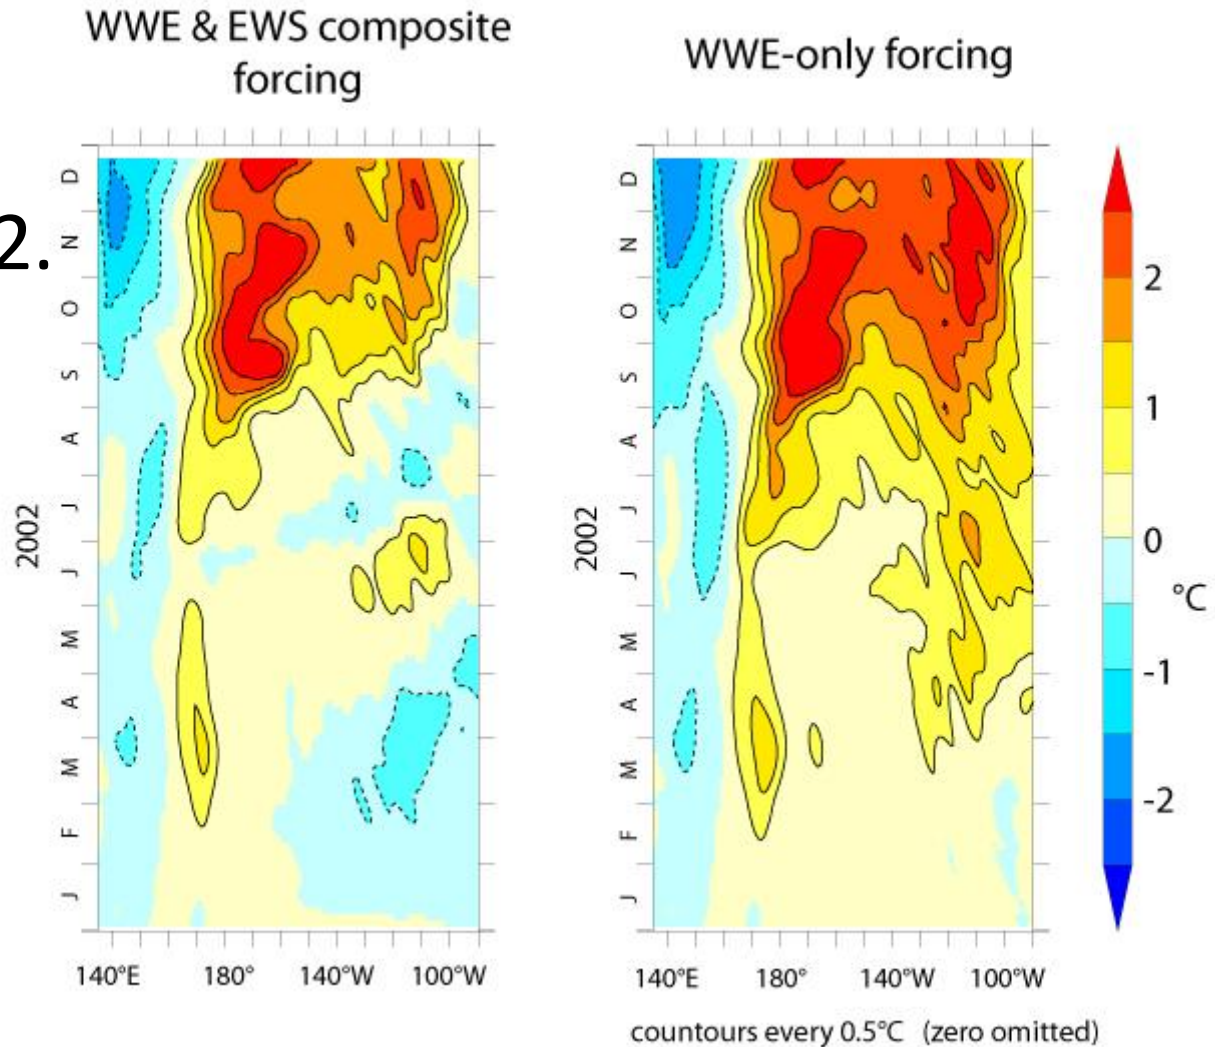 WWE & EWS composite
forcing
WWE-only forcing
2.
D
N
O
S
A
J
J
M
A
M
F
J
2002
140°E 180° 140°W 100°W
D
N
O
S
A
J
J
M
A
M
F
J
2002
140°E 180° 140°W 100°W
2
1
0
-1
-2
°C
countours every 0.5°C (zero omitted)